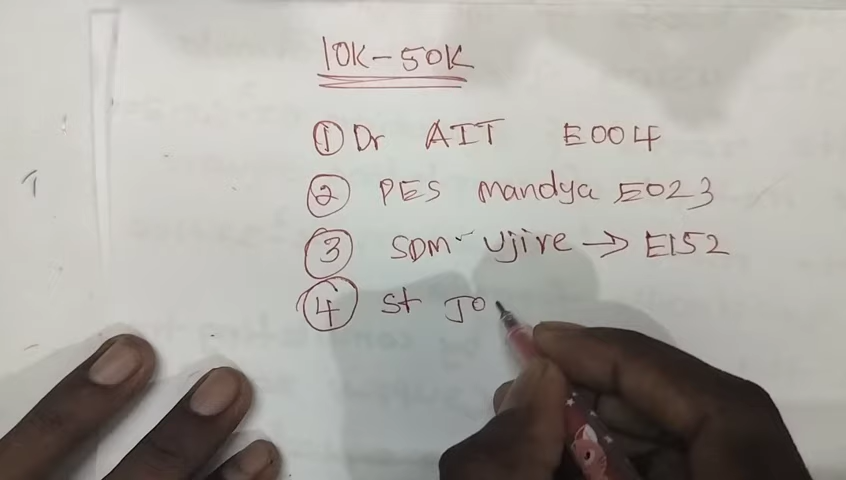 10K-50K
① Dr AIT E004
② PES Mandya E023
③ SDM- Ujire → E152
④ St Jo